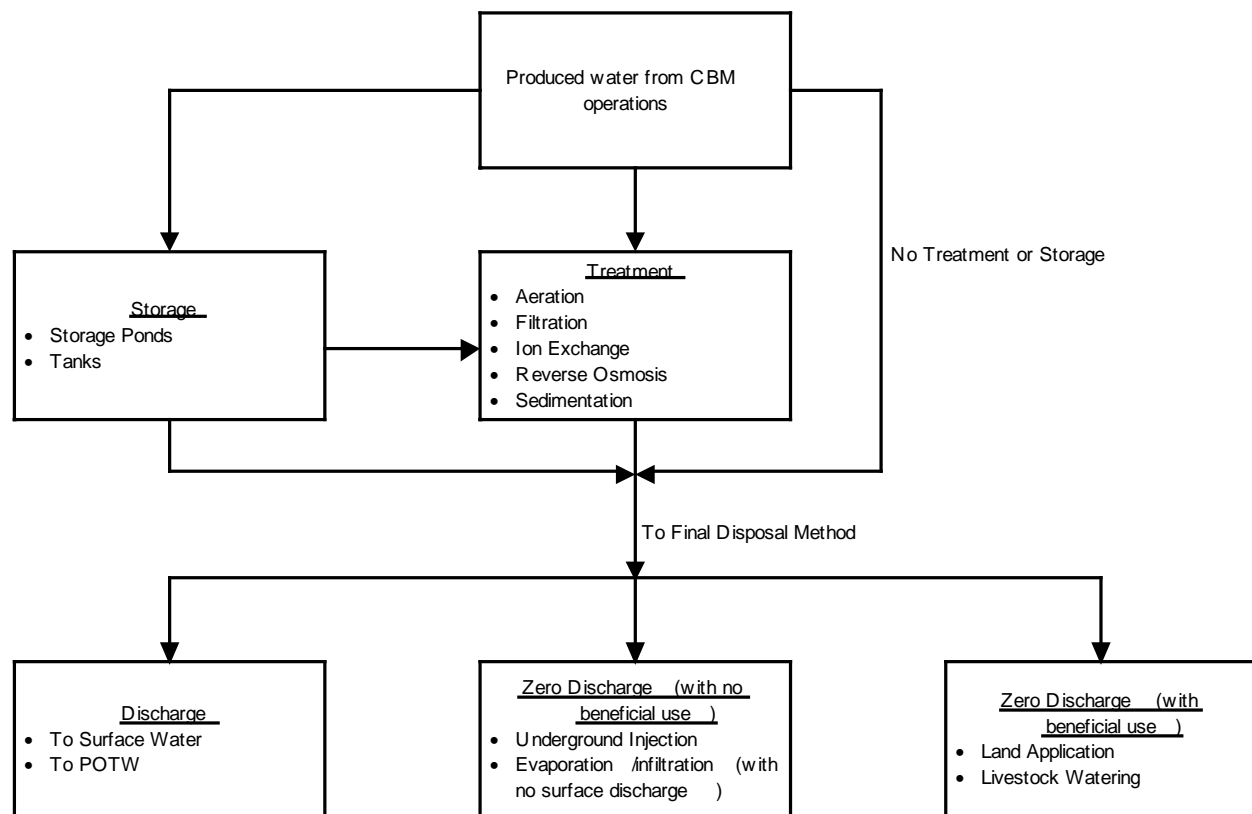 Produced water from CBM
operations
No Treatment or Storage
Storage
• Storage Ponds
• Tanks
Treatment
• Aeration
• Filtration
• Ion Exchange
• Reverse Osmosis
• Sedimentation
To Final Disposal Method
Discharge
• To Surface Water
• To POTW
Zero Discharge (with no
beneficial use )
• Underground Injection
• Evaporation /infiltration (with
no surface discharge )
Zero Discharge (with
beneficial use )
• Land Application
• Livestock Watering